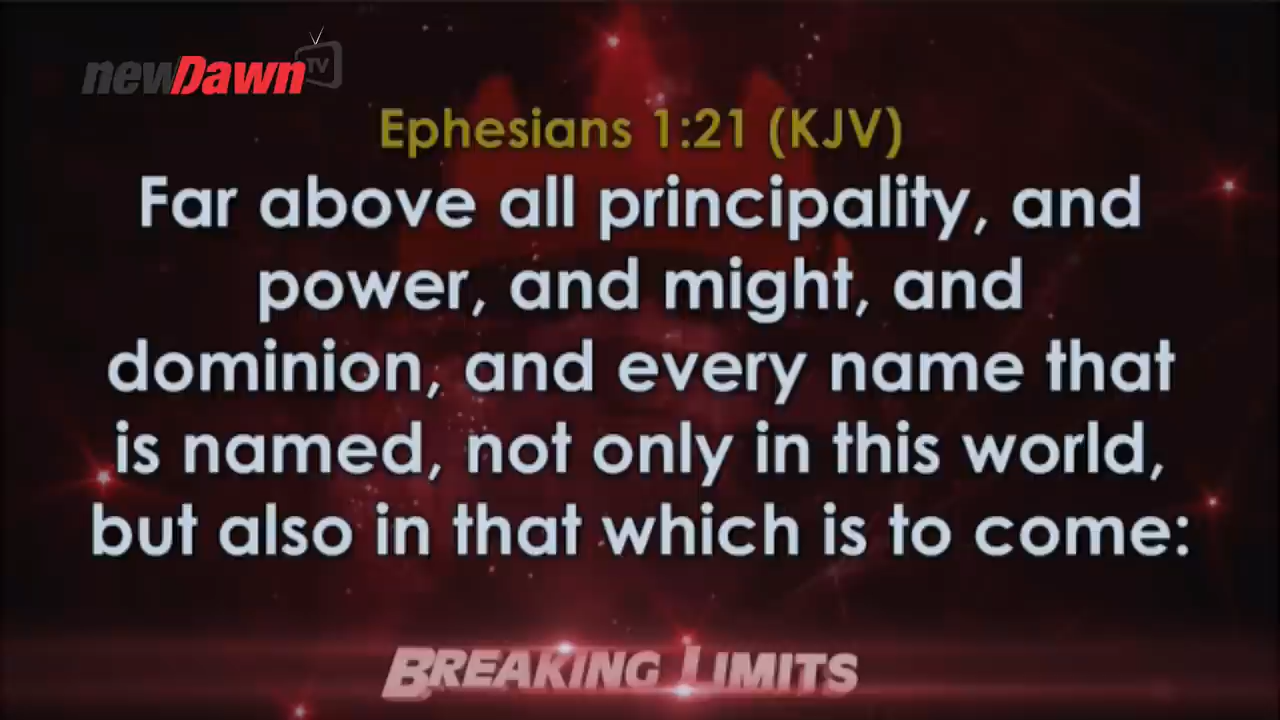 newDawn TV
Ephesians 1:21 (KJV)
Far above all principality, and
power, and might, and
dominion, and every name that
is named, not only in this world,
but also in that which is to come:
BREAKING LIMITS